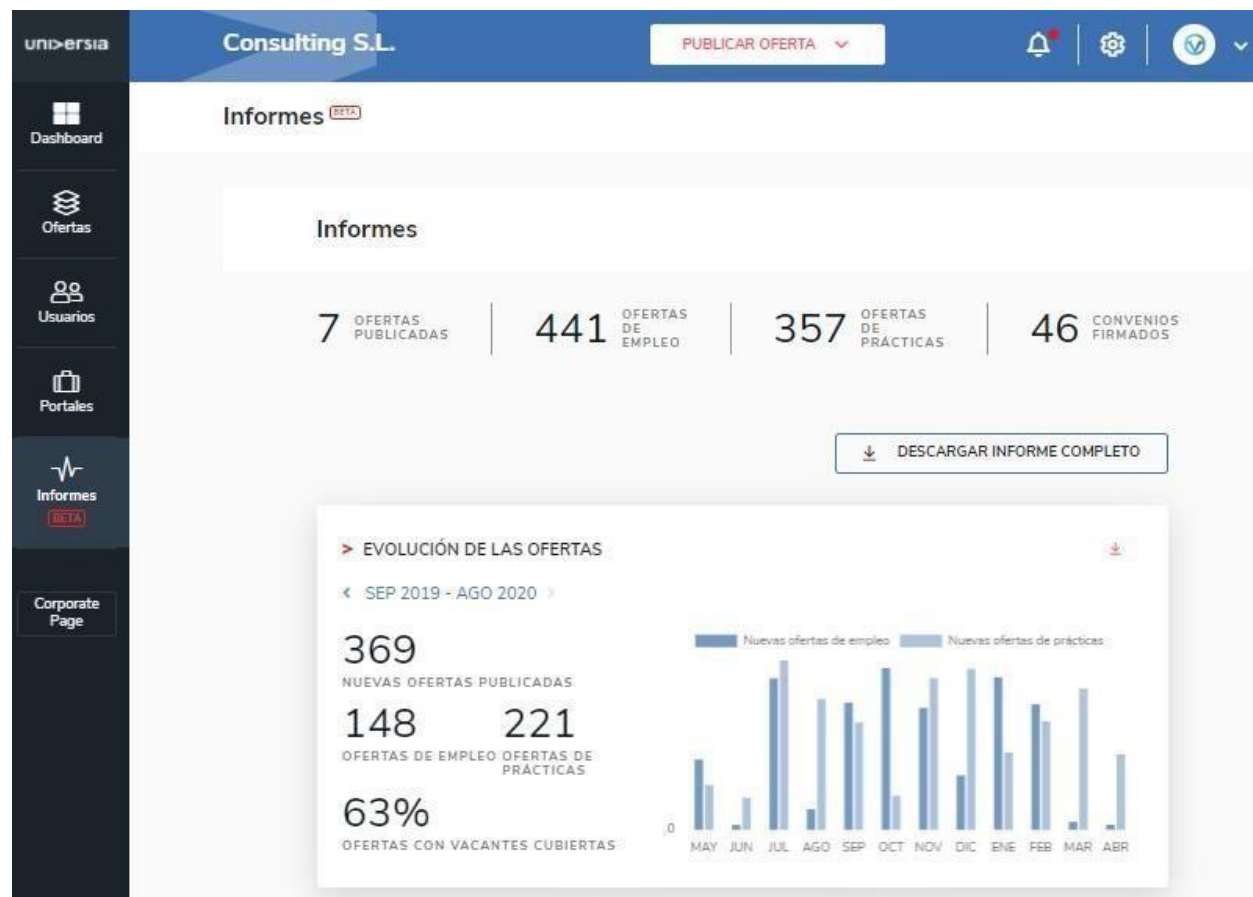 universia
Consulting S.L.
PUBLICAR OFERTA
Dashboard
Ofertas
Usuarios
Portales
Informes
BETA
Corporate
Page
Informes BETA
Informes
7 OFERTAS
PUBLICADAS
441 OFERTAS
DE
EMPLEO
357 OFERTAS
DE
PRÁCTICAS
46 CONVENIOS
FIRMADOS
DESCARGAR INFORME COMPLETO
> EVOLUCIÓN DE LAS OFERTAS
< SEP 2019 - AGO 2020 >
369
NUEVAS OFERTAS PUBLICADAS
148 221
OFERTAS DE EMPLEO OFERTAS DE
PRÁCTICAS
63%
OFERTAS CON VACANTES CUBIERTAS
Nuevas ofertas de empleo Nuevas ofertas de prácticas
0
MAY JUN JUL AGO SEP OCT NOV DIC ENE FEB MAR ABR